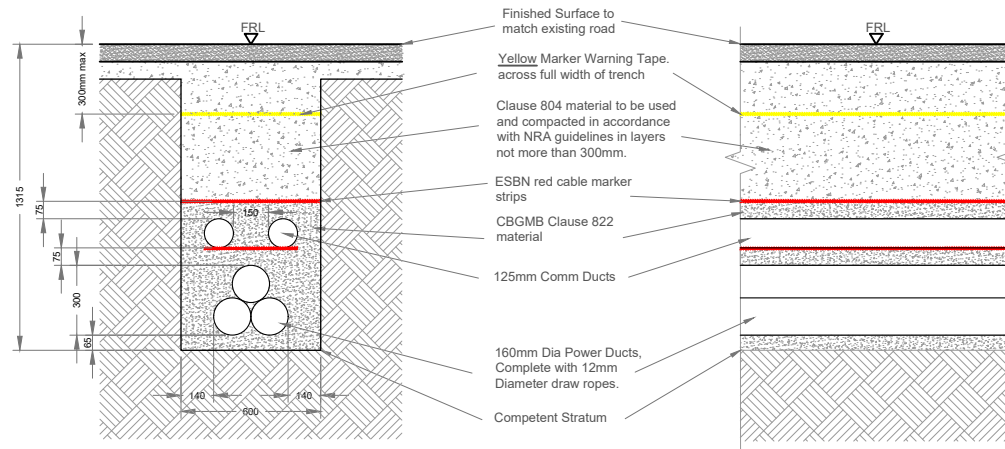 Finished Surface to
match existing road
FRL
FRL
Yellow Marker Warning Tape.
across full width of trench
300mm max
Clause 804 material to be used
and compacted in accordance
with NRA guidelines in layers
not more than 300mm.
1315
ESBN red cable marker
strips
75
150
CBGMB Clause 822
material
75
125mm Comm Ducts
300
160mm Dia Power Ducts,
Complete with 12mm
Diameter draw ropes.
65
140
140
600
Competent Stratum